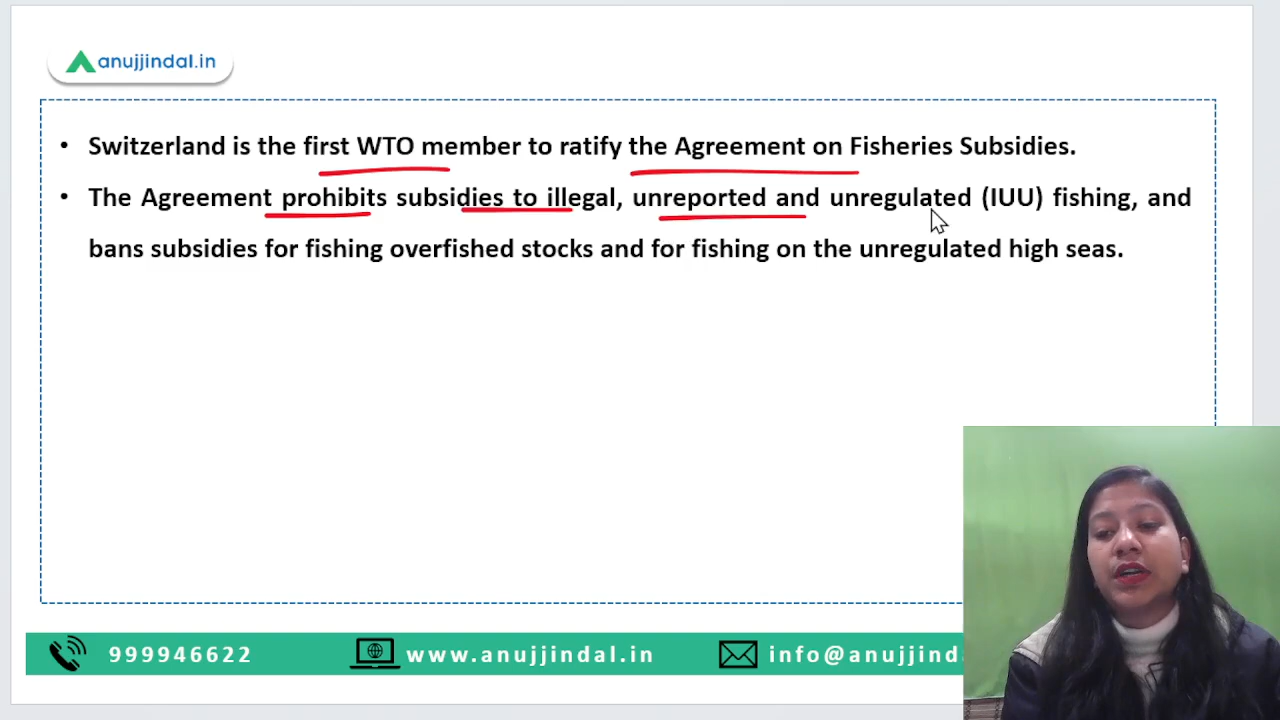 anujjindal.in
• Switzerland is the first WTO member to ratify the Agreement on Fisheries Subsidies.
• The Agreement prohibits subsidies to illegal, unreported and unregulated (IUU) fishing, and
bans subsidies for fishing overfished stocks and for fishing on the unregulated high seas.
999946622 www.anujjindal.in info@anujjinda